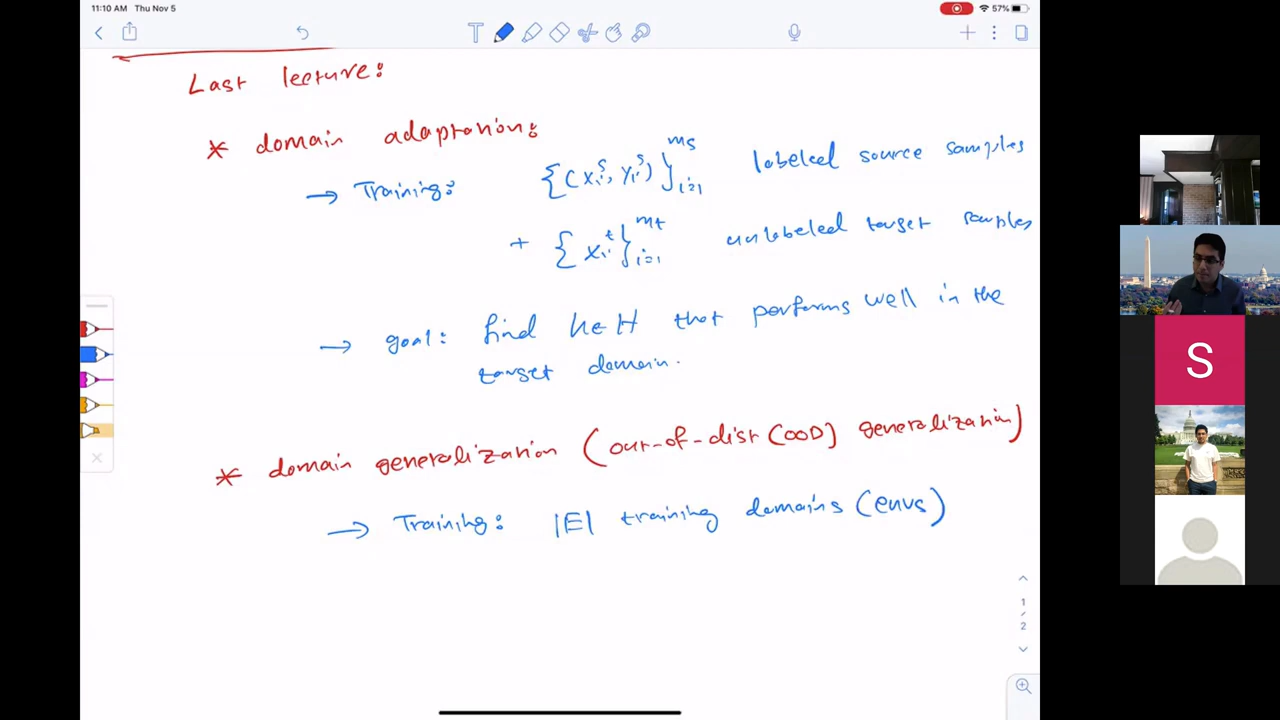 11:10 AM Thu Nov 5
57%
Last lecture:
* domain adaptation:
→ Training: {(xᵢˢ, yᵢˢ)}ᵢ₌₁ᵐˢ labeled source samples
+ {xᵢᵗ}ᵢ₌₁ᵐᵗ unlabeled target samples
→ goal: find h∈H that performs well in the
target domain.
* domain generalization (out-of-dist (OOD) generalization)
→ Training: |E| training domains (envs)
1
/
2
S